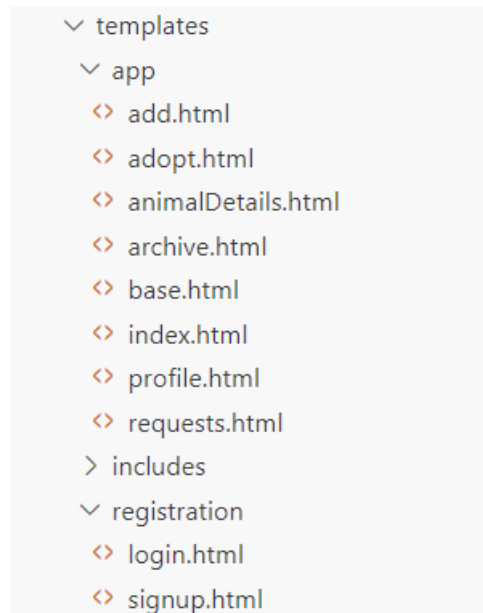 templates
app
add.html
adopt.html
animalDetails.html
archive.html
base.html
index.html
profile.html
requests.html
includes
registration
login.html
signup.html